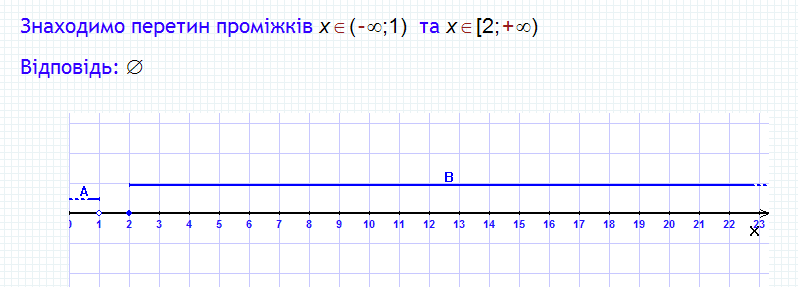 Знаходимо перетин проміжків x∈(-∞;1) та x∈[2;+∞)
Відповідь: ∅
B
A
0 1 2 3 4 5 6 7 8 9 10 11 12 13 14 15 16 17 18 19 20 21 22 23
x